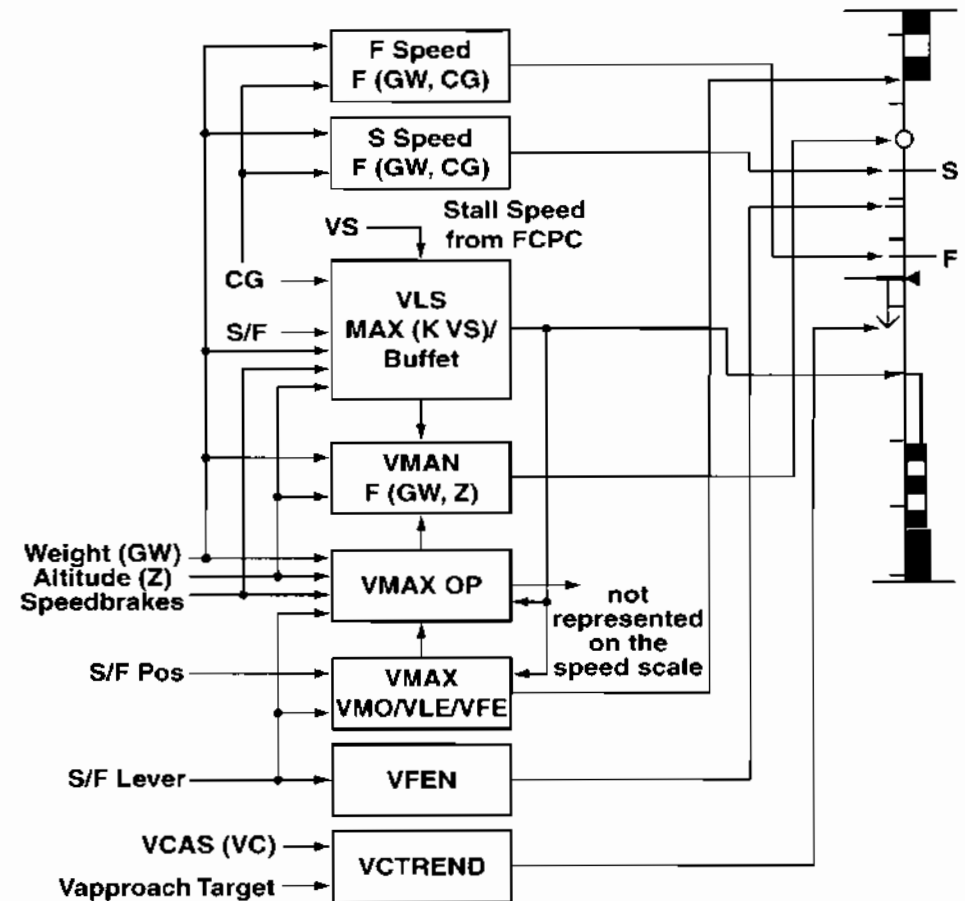 F Speed
F (GW, CG)
S Speed
F (GW, CG)
S
Stall Speed
from FCPC
VS
F
CG
VLS
MAX (K VS)/
Buffet
S/F
VMAN
F (GW, Z)
Weight (GW)
Altitude (Z)
Speedbrakes
VMAX OP
not
represented
on the
speed scale
S/F Pos
VMAX
VMO/VLE/VFE
S/F Lever
VFEN
VCAS (VC)
VCTREND
Vapproach Target